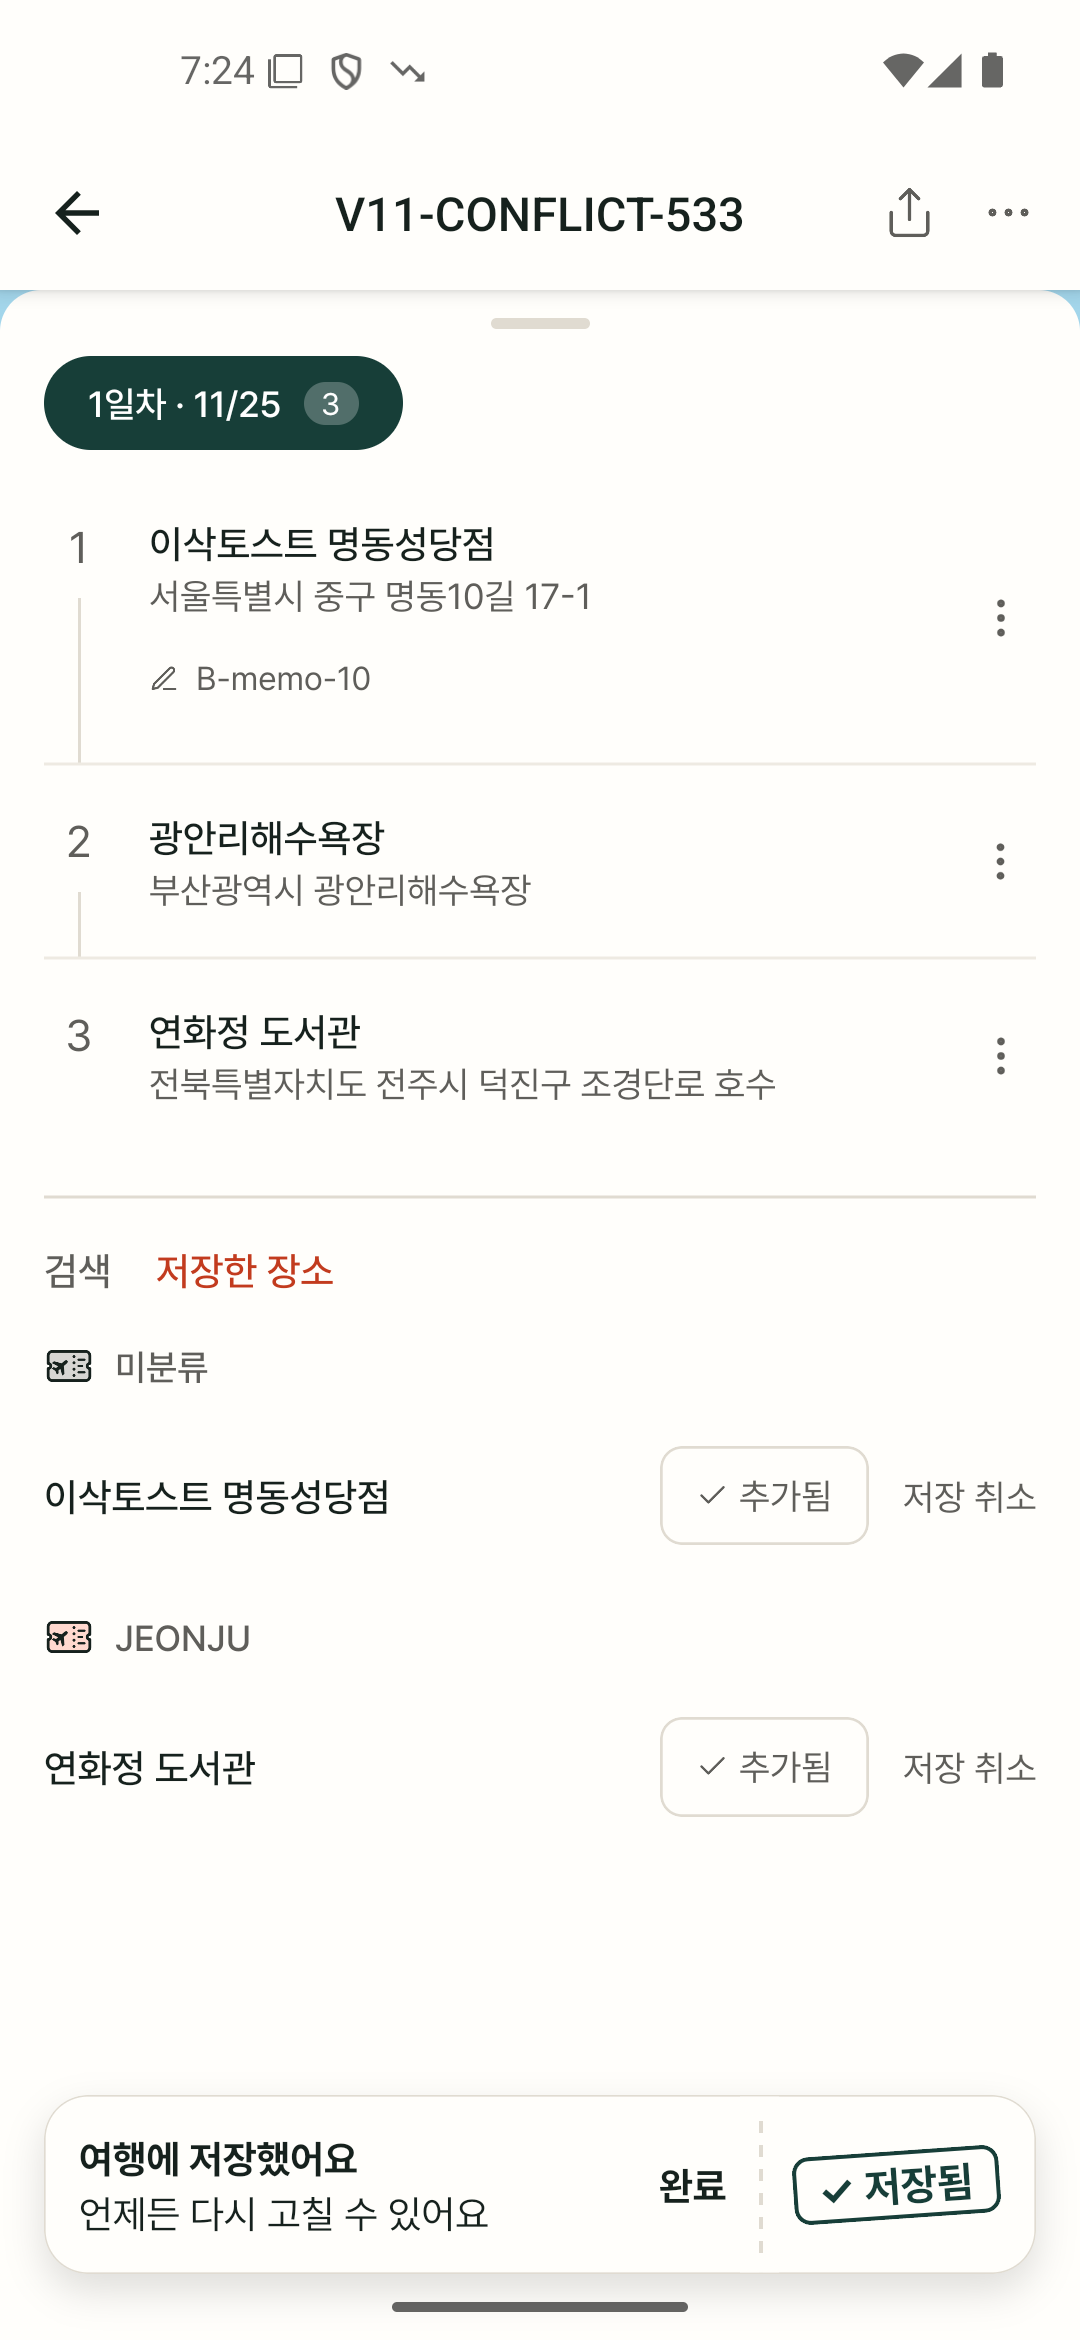 7:24
V11-CONFLICT-533
1일차 · 11/25 3
1 이삭토스트 명동성당점
서울특별시 중구 명동10길 17-1
B-memo-10
2 광안리해수욕장
부산광역시 광안리해수욕장
3 연화정 도서관
전북특별자치도 전주시 덕진구 조경단로 호수
검색 저장한 장소
미분류
이삭토스트 명동성당점 추가됨 저장 취소
JEONJU
연화정 도서관 추가됨 저장 취소
여행에 저장했어요
언제든 다시 고칠 수 있어요
완료
저장됨